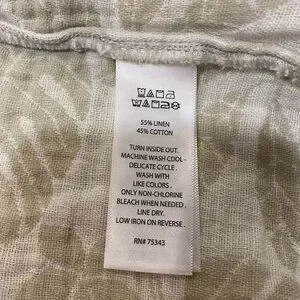 55% LINEN
45% COTTON
TURN INSIDE OUT.
MACHINE WASH COOL -
DELICATE CYCLE.
WASH WITH
LIKE COLORS.
ONLY NON-CHLORINE
BLEACH WHEN NEEDED.
LINE DRY.
LOW IRON ON REVERSE.
RN# 75343